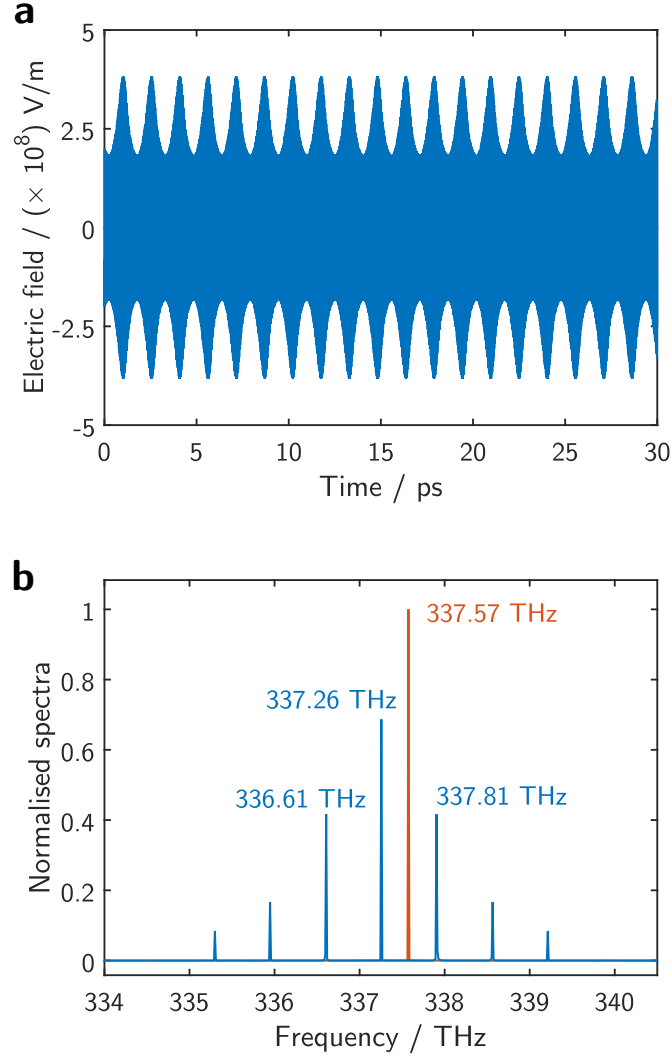 a
5
2.5
0
-2.5
-5
Electric field / (× 10⁸) V/m
0 5 10 15 20 25 30
Time / ps
b
1
0.8
0.6
0.4
0.2
0
Normalised spectra
337.57 THz
337.26 THz
336.61 THz
337.81 THz
334 335 336 337 338 339 340
Frequency / THz